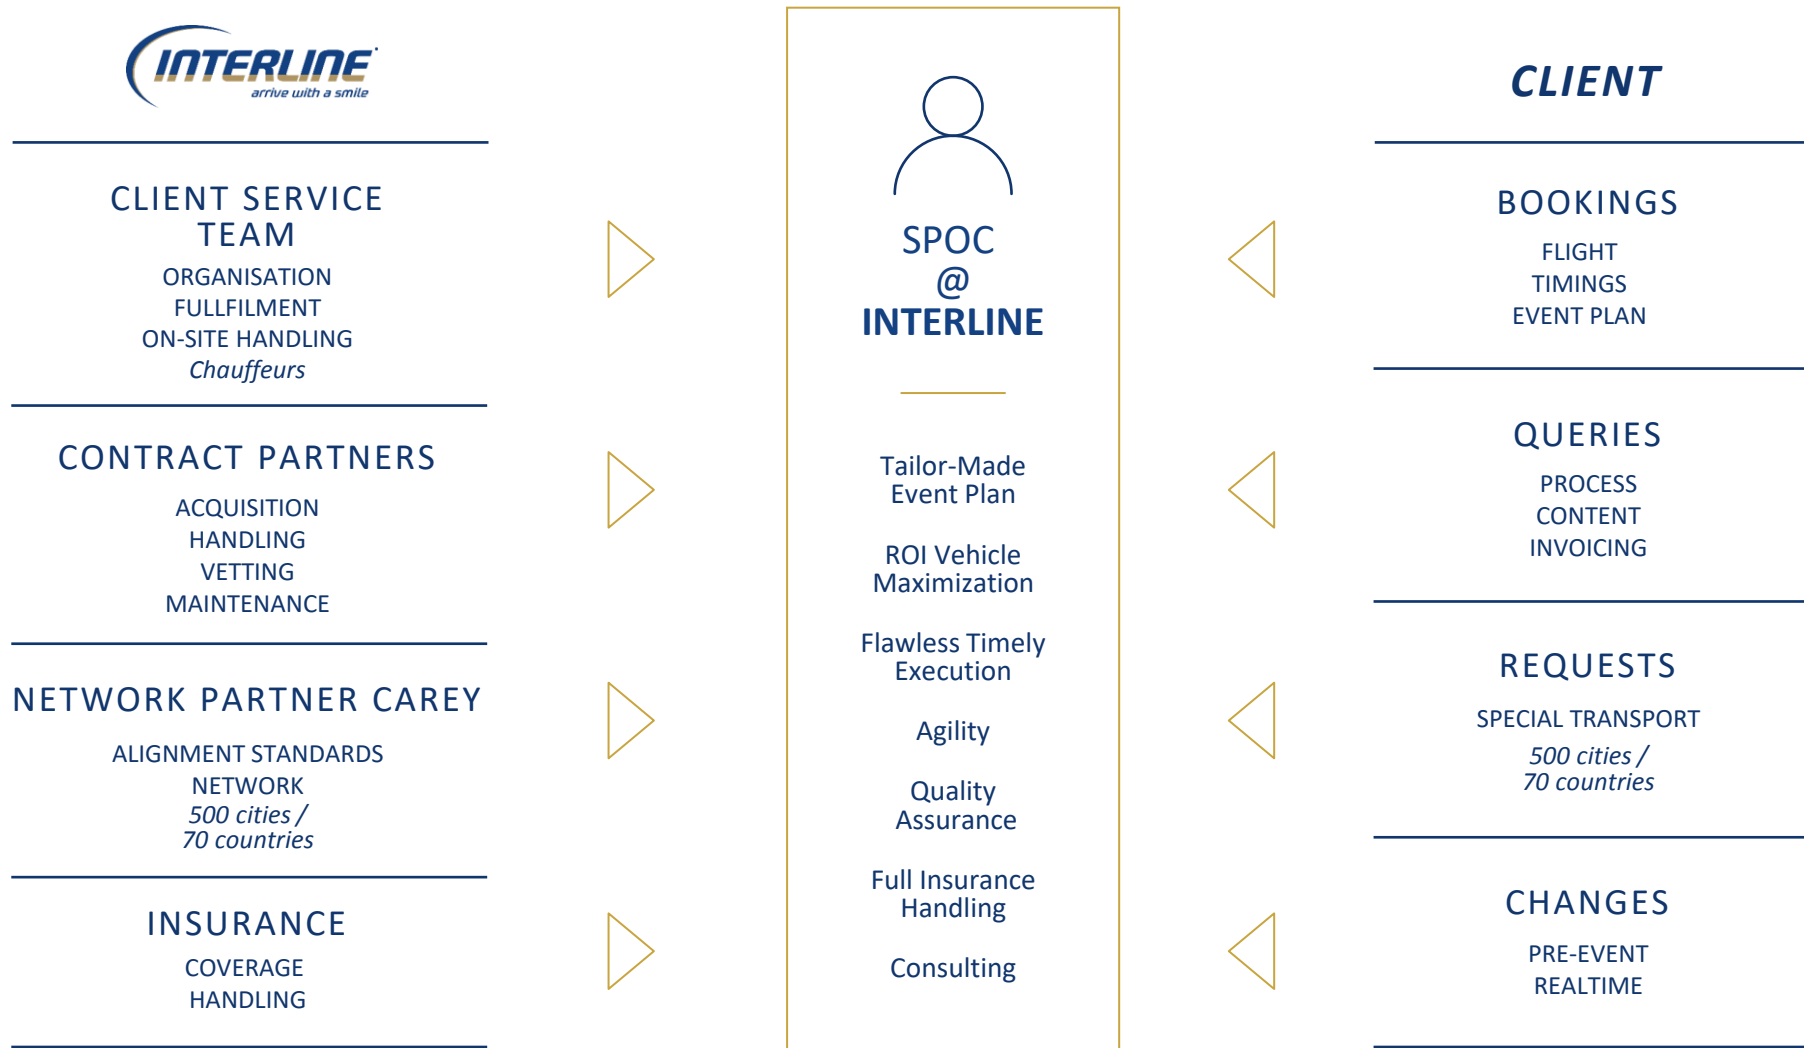 INTERLINE
arrive with a smile
CLIENT SERVICE
TEAM
ORGANISATION
FULLFILMENT
ON-SITE HANDLING
Chauffeurs
CONTRACT PARTNERS
ACQUISITION
HANDLING
VETTING
MAINTENANCE
NETWORK PARTNER CAREY
ALIGNMENT STANDARDS
NETWORK
500 cities /
70 countries
INSURANCE
COVERAGE
HANDLING
SPOC
@
INTERLINE
Tailor-Made
Event Plan
ROI Vehicle
Maximization
Flawless Timely
Execution
Agility
Quality
Assurance
Full Insurance
Handling
Consulting
CLIENT
BOOKINGS
FLIGHT
TIMINGS
EVENT PLAN
QUERIES
PROCESS
CONTENT
INVOICING
REQUESTS
SPECIAL TRANSPORT
500 cities /
70 countries
CHANGES
PRE-EVENT
REALTIME